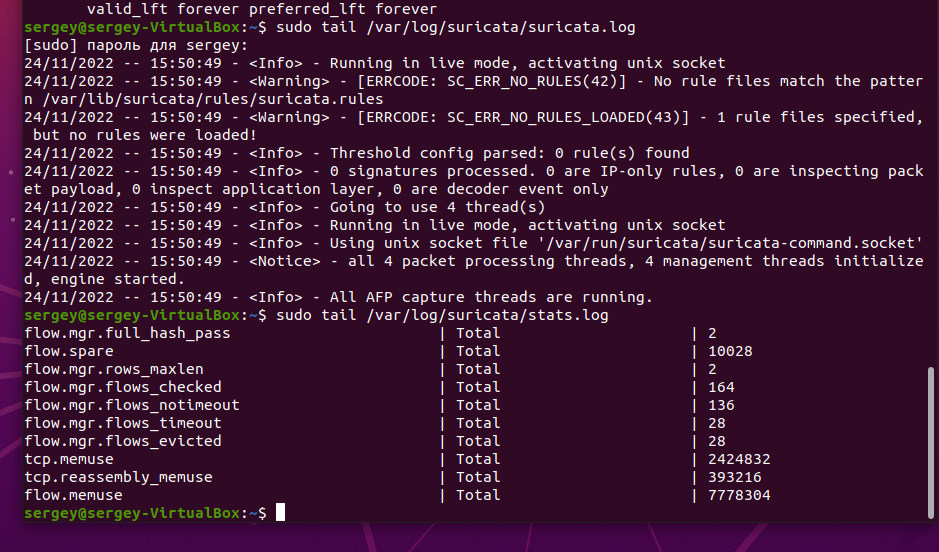 valid_lft forever preferred_lft forever
sergey@sergey-VirtualBox:~$ sudo tail /var/log/suricata/suricata.log
[sudo] пароль для sergey:
24/11/2022 -- 15:50:49 - <Info> - Running in live mode, activating unix socket
24/11/2022 -- 15:50:49 - <Warning> - [ERRCODE: SC_ERR_NO_RULES(42)] - No rule files match the patter
n /var/lib/suricata/rules/suricata.rules
24/11/2022 -- 15:50:49 - <Warning> - [ERRCODE: SC_ERR_NO_RULES_LOADED(43)] - 1 rule files specified,
 but no rules were loaded!
24/11/2022 -- 15:50:49 - <Info> - Threshold config parsed: 0 rule(s) found
24/11/2022 -- 15:50:49 - <Info> - 0 signatures processed. 0 are IP-only rules, 0 are inspecting pack
et payload, 0 inspect application layer, 0 are decoder event only
24/11/2022 -- 15:50:49 - <Info> - Going to use 4 thread(s)
24/11/2022 -- 15:50:49 - <Info> - Running in live mode, activating unix socket
24/11/2022 -- 15:50:49 - <Info> - Using unix socket file '/var/run/suricata/suricata-command.socket'
24/11/2022 -- 15:50:49 - <Notice> - all 4 packet processing threads, 4 management threads initialize
d, engine started.
24/11/2022 -- 15:50:49 - <Info> - All AFP capture threads are running.
sergey@sergey-VirtualBox:~$ sudo tail /var/log/suricata/stats.log
flow.mgr.full_hash_pass | Total | 2
flow.spare | Total | 10028
flow.mgr.rows_maxlen | Total | 2
flow.mgr.flows_checked | Total | 164
flow.mgr.flows_notimeout | Total | 136
flow.mgr.flows_timeout | Total | 28
flow.mgr.flows_evicted | Total | 28
tcp.memuse | Total | 2424832
tcp.reassembly_memuse | Total | 393216
flow.memuse | Total | 7778304
sergey@sergey-VirtualBox:~$